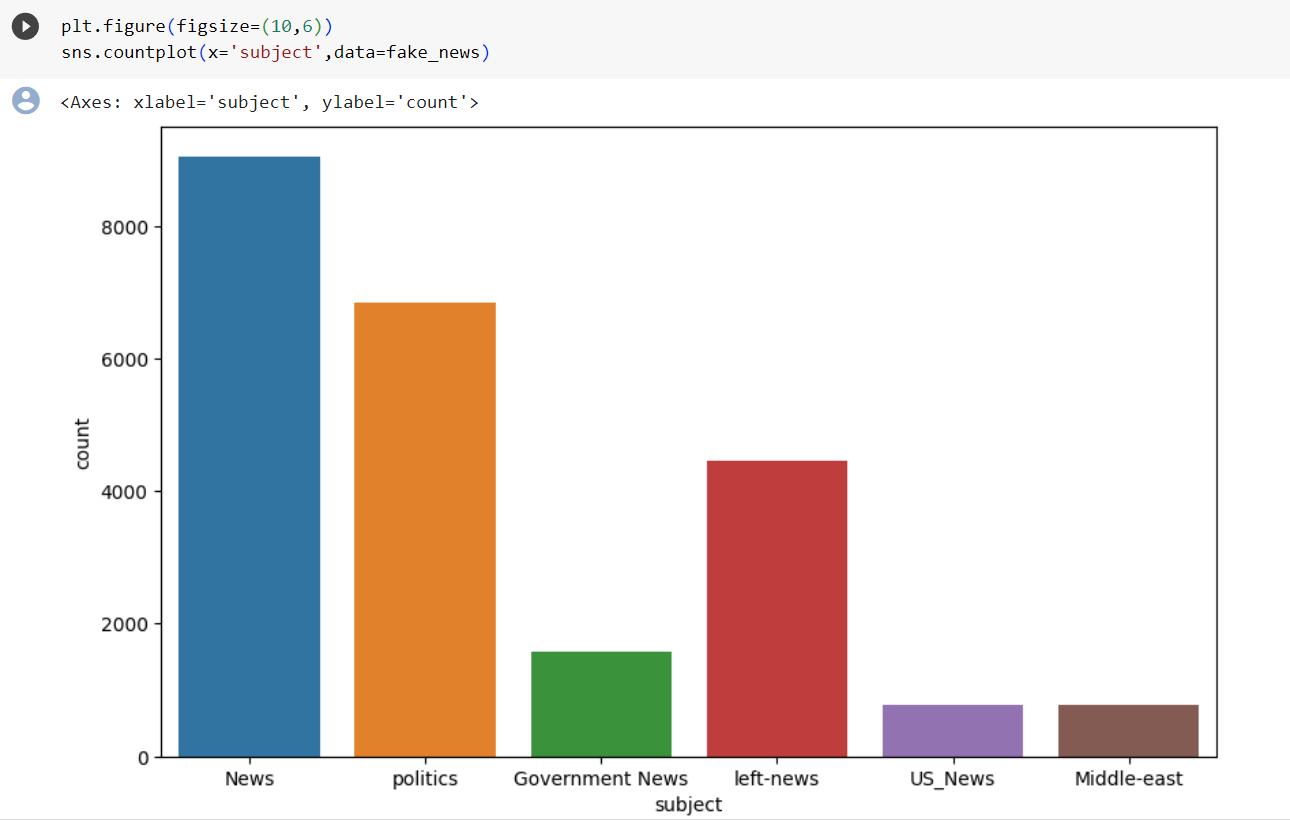 plt.figure(figsize=(10,6))
sns.countplot(x='subject',data=fake_news)
<Axes: xlabel='subject', ylabel='count'>
8000
6000
4000
2000
0
count
News politics Government News left-news US_News Middle-east
subject